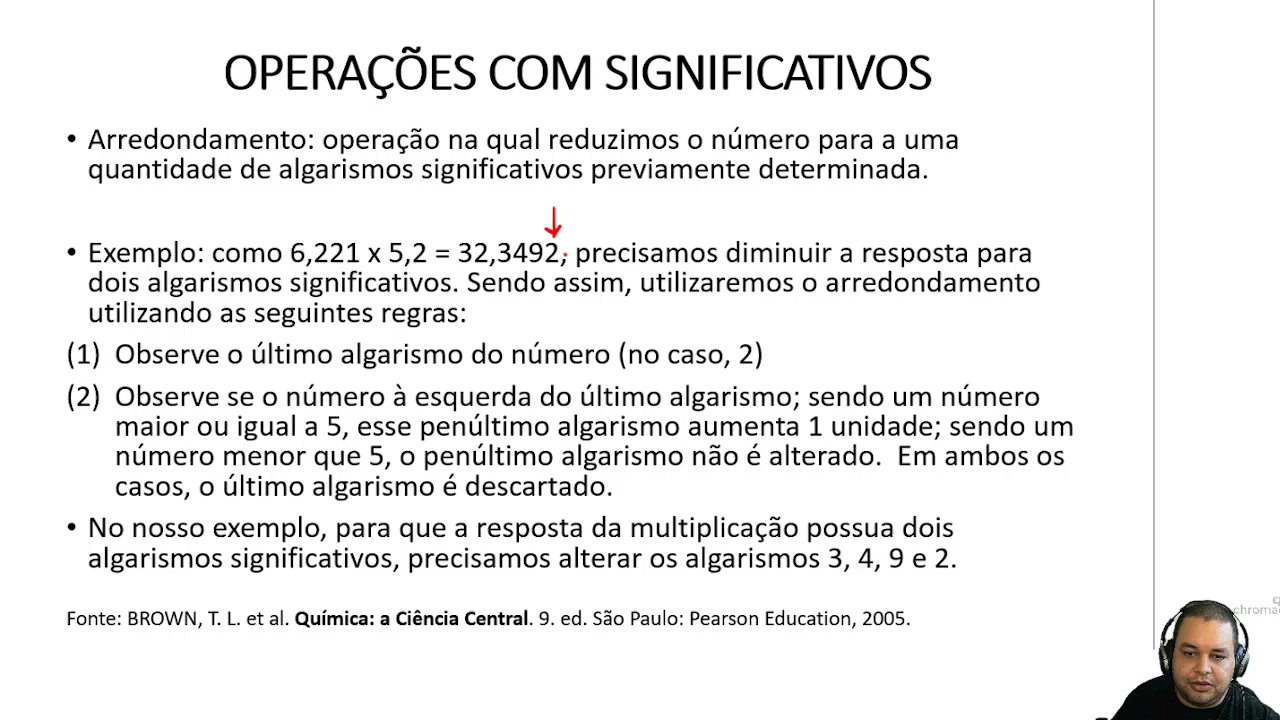 OPERAÇÕES COM SIGNIFICATIVOS
• Arredondamento: operação na qual reduzimos o número para a uma
quantidade de algarismos significativos previamente determinada.
• Exemplo: como 6,221 x 5,2 = 32,3492, precisamos diminuir a resposta para
dois algarismos significativos. Sendo assim, utilizaremos o arredondamento
utilizando as seguintes regras:
(1) Observe o último algarismo do número (no caso, 2)
(2) Observe se o número à esquerda do último algarismo; sendo um número
maior ou igual a 5, esse penúltimo algarismo aumenta 1 unidade; sendo um
número menor que 5, o penúltimo algarismo não é alterado. Em ambos os
casos, o último algarismo é descartado.
• No nosso exemplo, para que a resposta da multiplicação possua dois
algarismos significativos, precisamos alterar os algarismos 3, 4, 9 e 2.
Fonte: BROWN, T. L. et al. Química: a Ciência Central. 9. ed. São Paulo: Pearson Education, 2005.